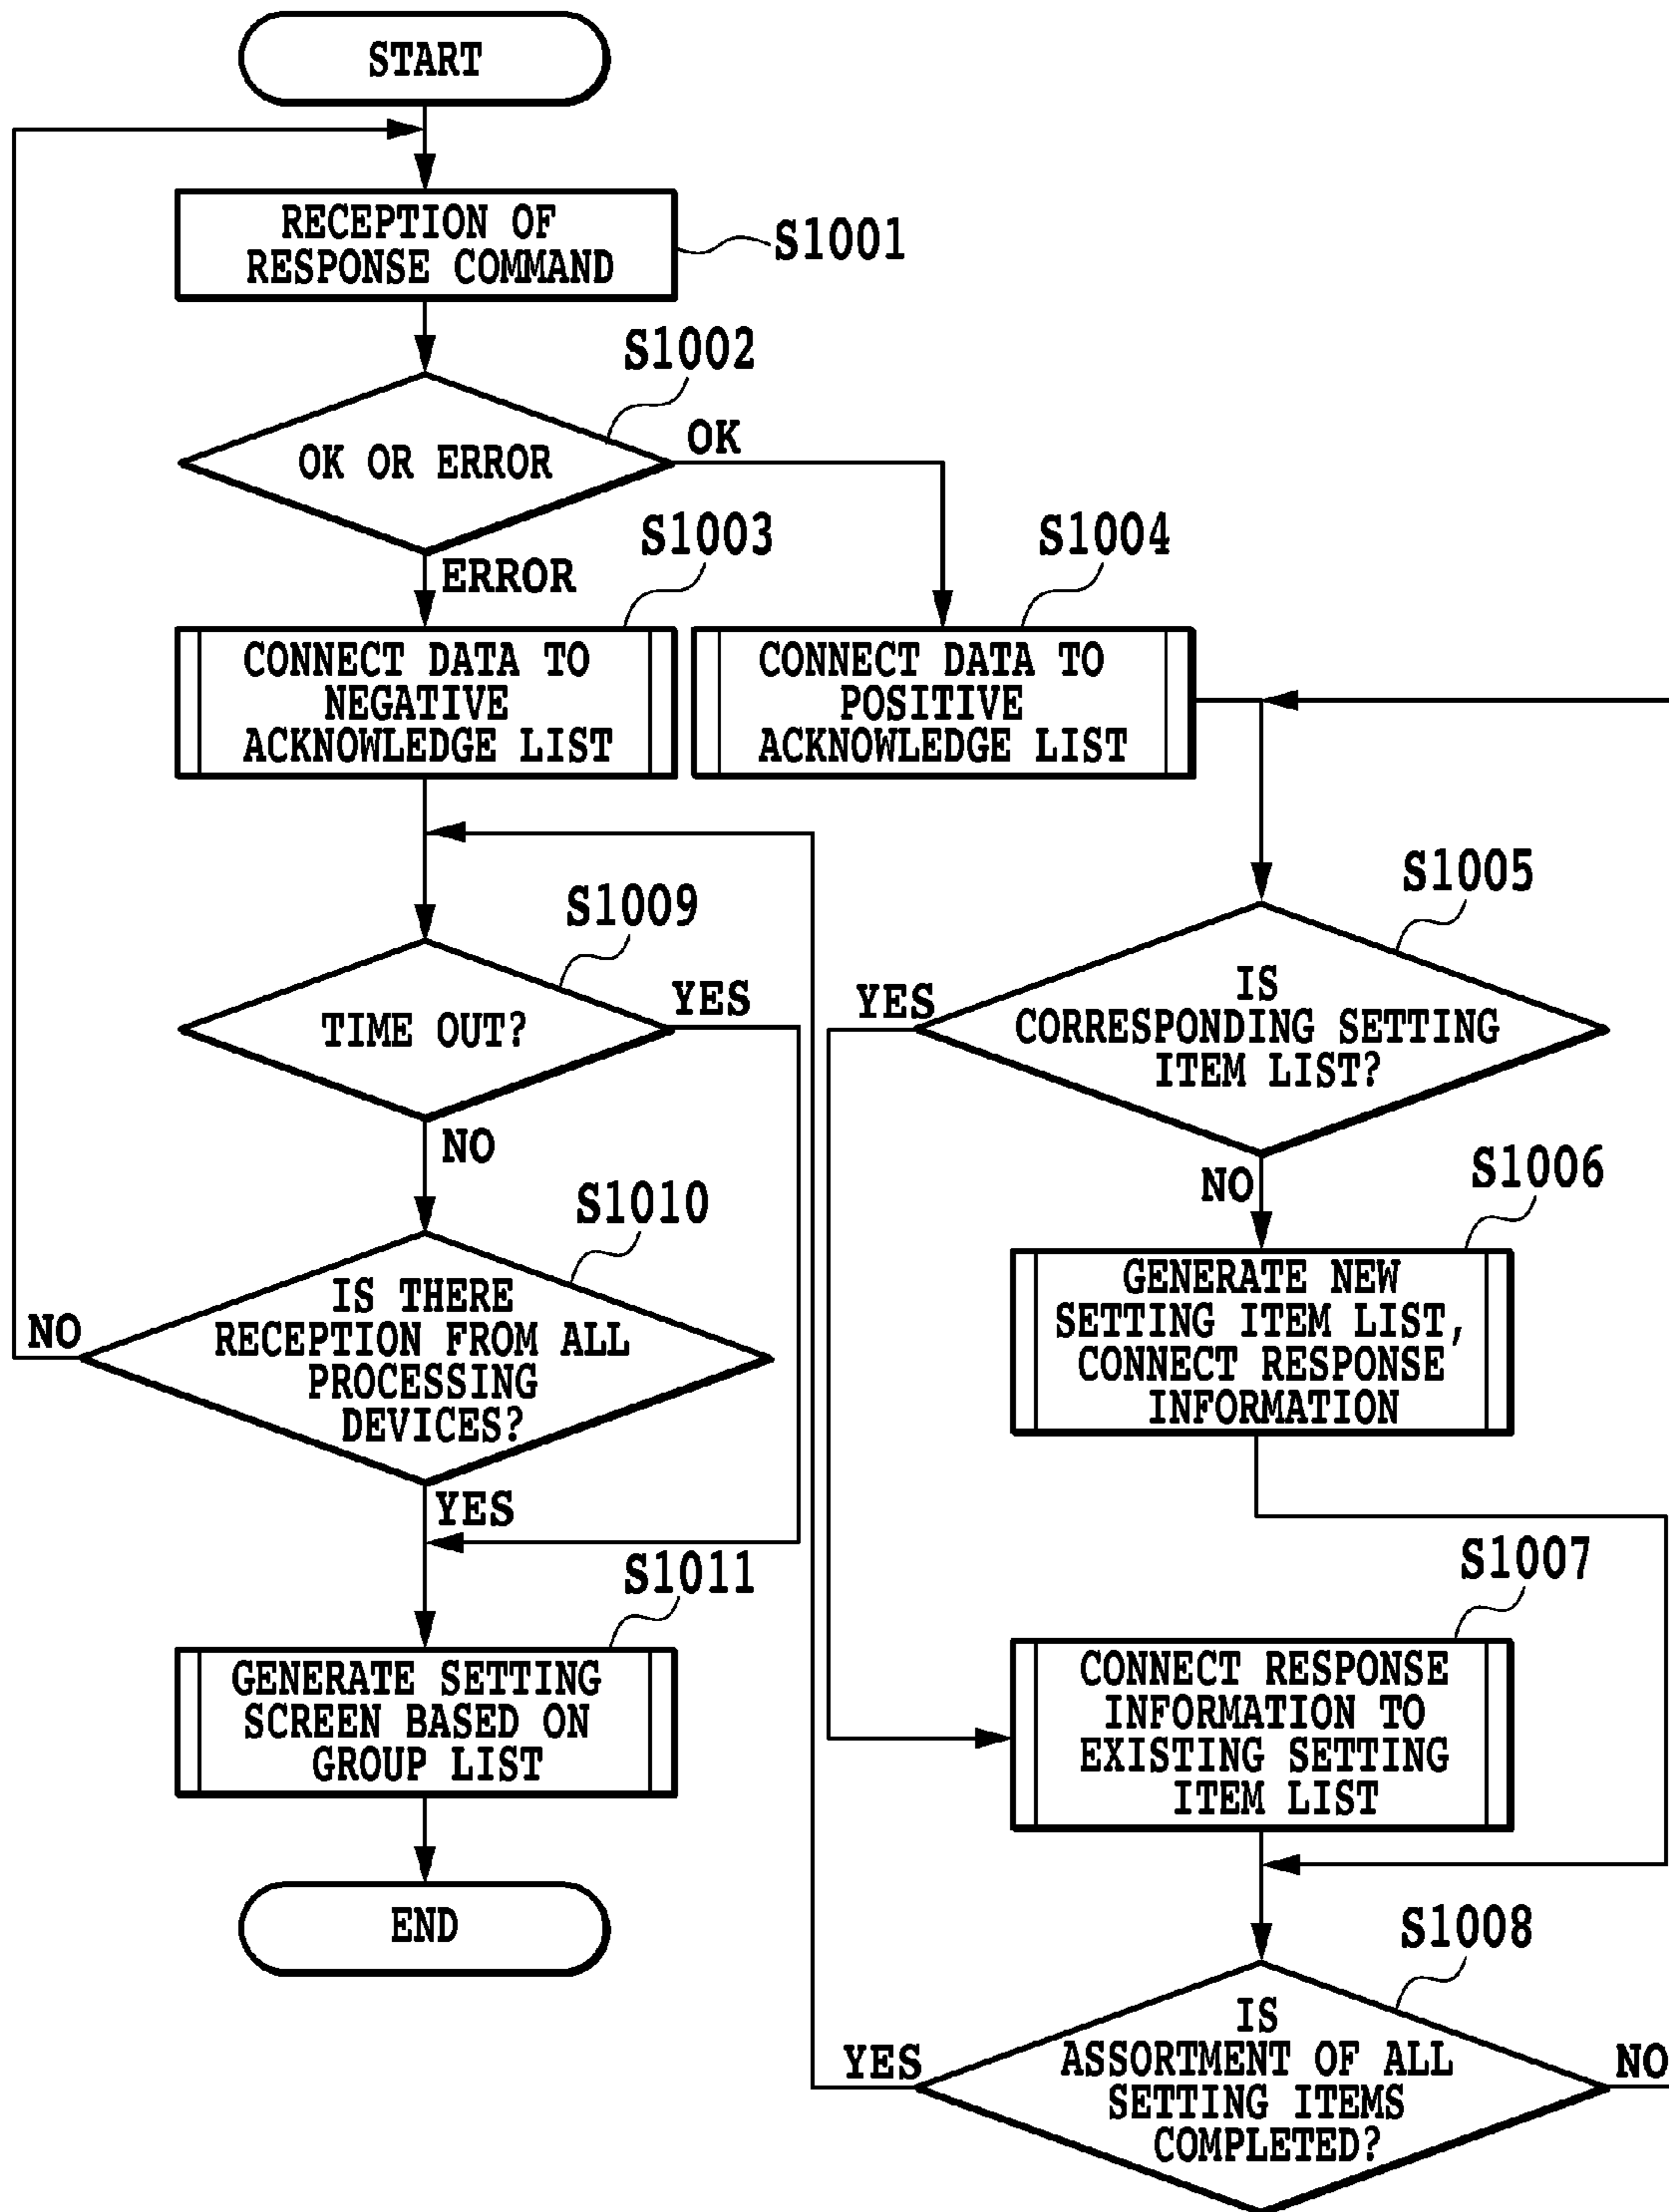 START
RECEPTION OF
RESPONSE COMMAND
S1001
S1002
OK OR ERROR
OK
ERROR
S1003
CONNECT DATA TO
NEGATIVE
ACKNOWLEDGE LIST
S1004
CONNECT DATA TO
POSITIVE
ACKNOWLEDGE LIST
S1009
TIME OUT?
YES
NO
S1005
IS
CORRESPONDING SETTING
ITEM LIST?
YES
NO
S1010
IS THERE
RECEPTION FROM ALL
PROCESSING
DEVICES?
NO
YES
S1006
GENERATE NEW
SETTING ITEM LIST,
CONNECT RESPONSE
INFORMATION
S1011
GENERATE SETTING
SCREEN BASED ON
GROUP LIST
S1007
CONNECT RESPONSE
INFORMATION TO
EXISTING SETTING
ITEM LIST
END
S1008
IS
ASSORTMENT OF ALL
SETTING ITEMS
COMPLETED?
YES
NO